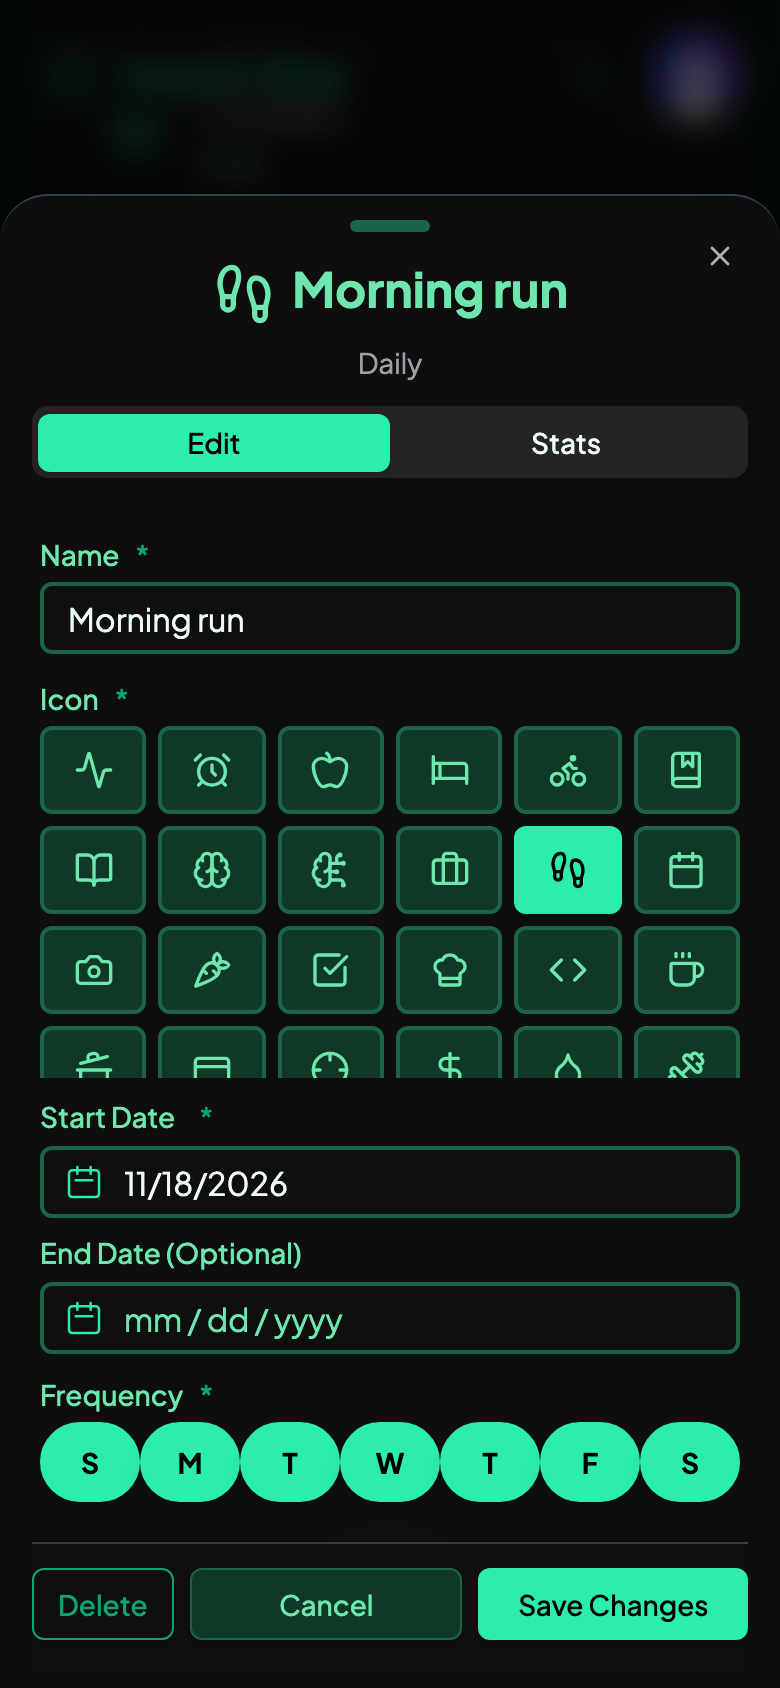 Morning run
Daily
Edit Stats
Name *
Morning run
Icon *
Start Date *
11/18/2026
End Date (Optional)
mm / dd / yyyy
Frequency *
S M T W T F S
Delete Cancel Save Changes